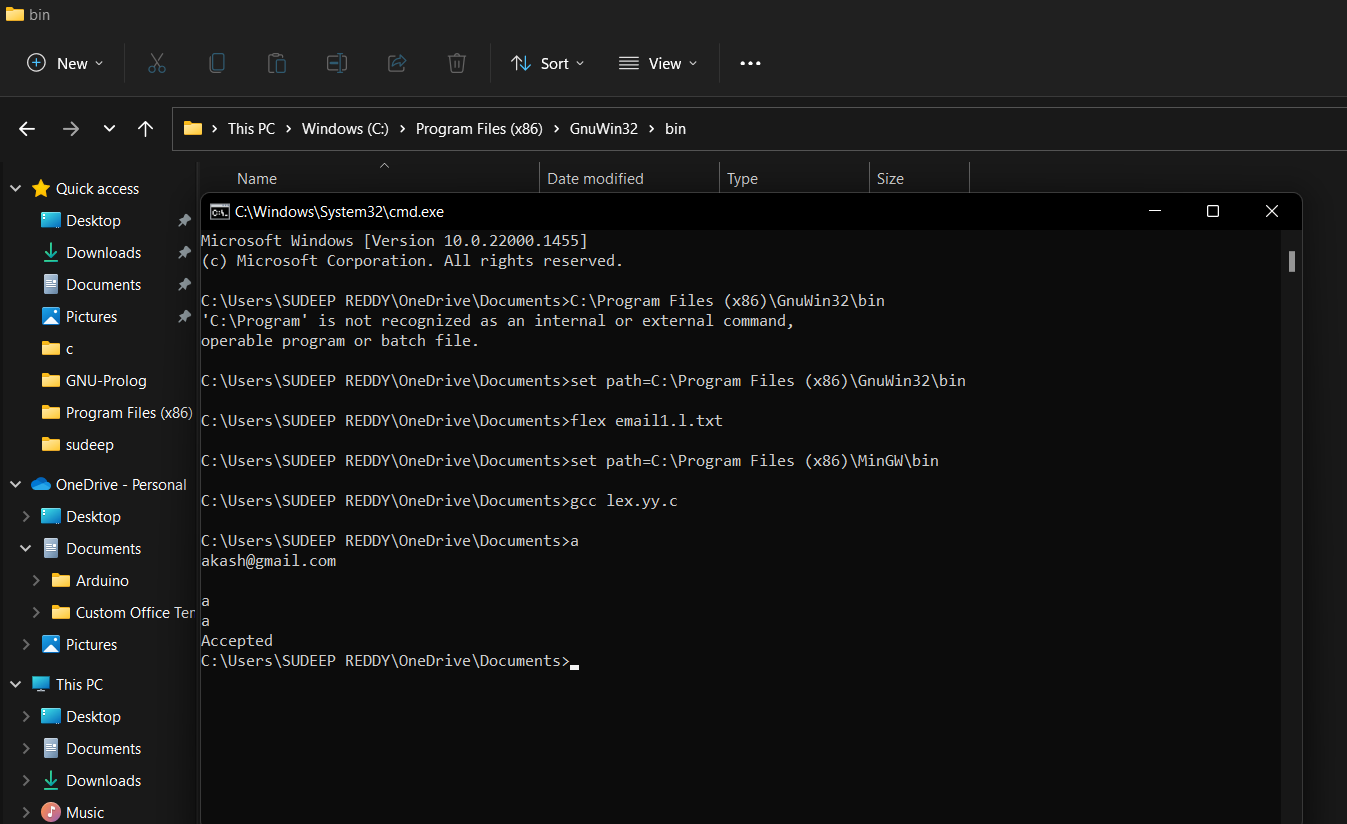 bin
New
Sort
View
This PC > Windows (C:) > Program Files (x86) > GnuWin32 > bin
Name
Date modified
Type
Size
Quick access
Desktop
Downloads
Documents
Pictures
c
GNU-Prolog
Program Files (x86)
sudeep
OneDrive - Personal
Desktop
Documents
Arduino
Custom Office Ter
Pictures
This PC
Desktop
Documents
Downloads
Music
C:\Windows\System32\cmd.exe
Microsoft Windows [Version 10.0.22000.1455]
(c) Microsoft Corporation. All rights reserved.
C:\Users\SUDEEP REDDY\OneDrive\Documents>C:\Program Files (x86)\GnuWin32\bin
'C:\Program' is not recognized as an internal or external command,
operable program or batch file.
C:\Users\SUDEEP REDDY\OneDrive\Documents>set path=C:\Program Files (x86)\GnuWin32\bin
C:\Users\SUDEEP REDDY\OneDrive\Documents>flex email1.l.txt
C:\Users\SUDEEP REDDY\OneDrive\Documents>set path=C:\Program Files (x86)\MinGW\bin
C:\Users\SUDEEP REDDY\OneDrive\Documents>gcc lex.yy.c
C:\Users\SUDEEP REDDY\OneDrive\Documents>a
akash@gmail.com
a
a
Accepted
C:\Users\SUDEEP REDDY\OneDrive\Documents>